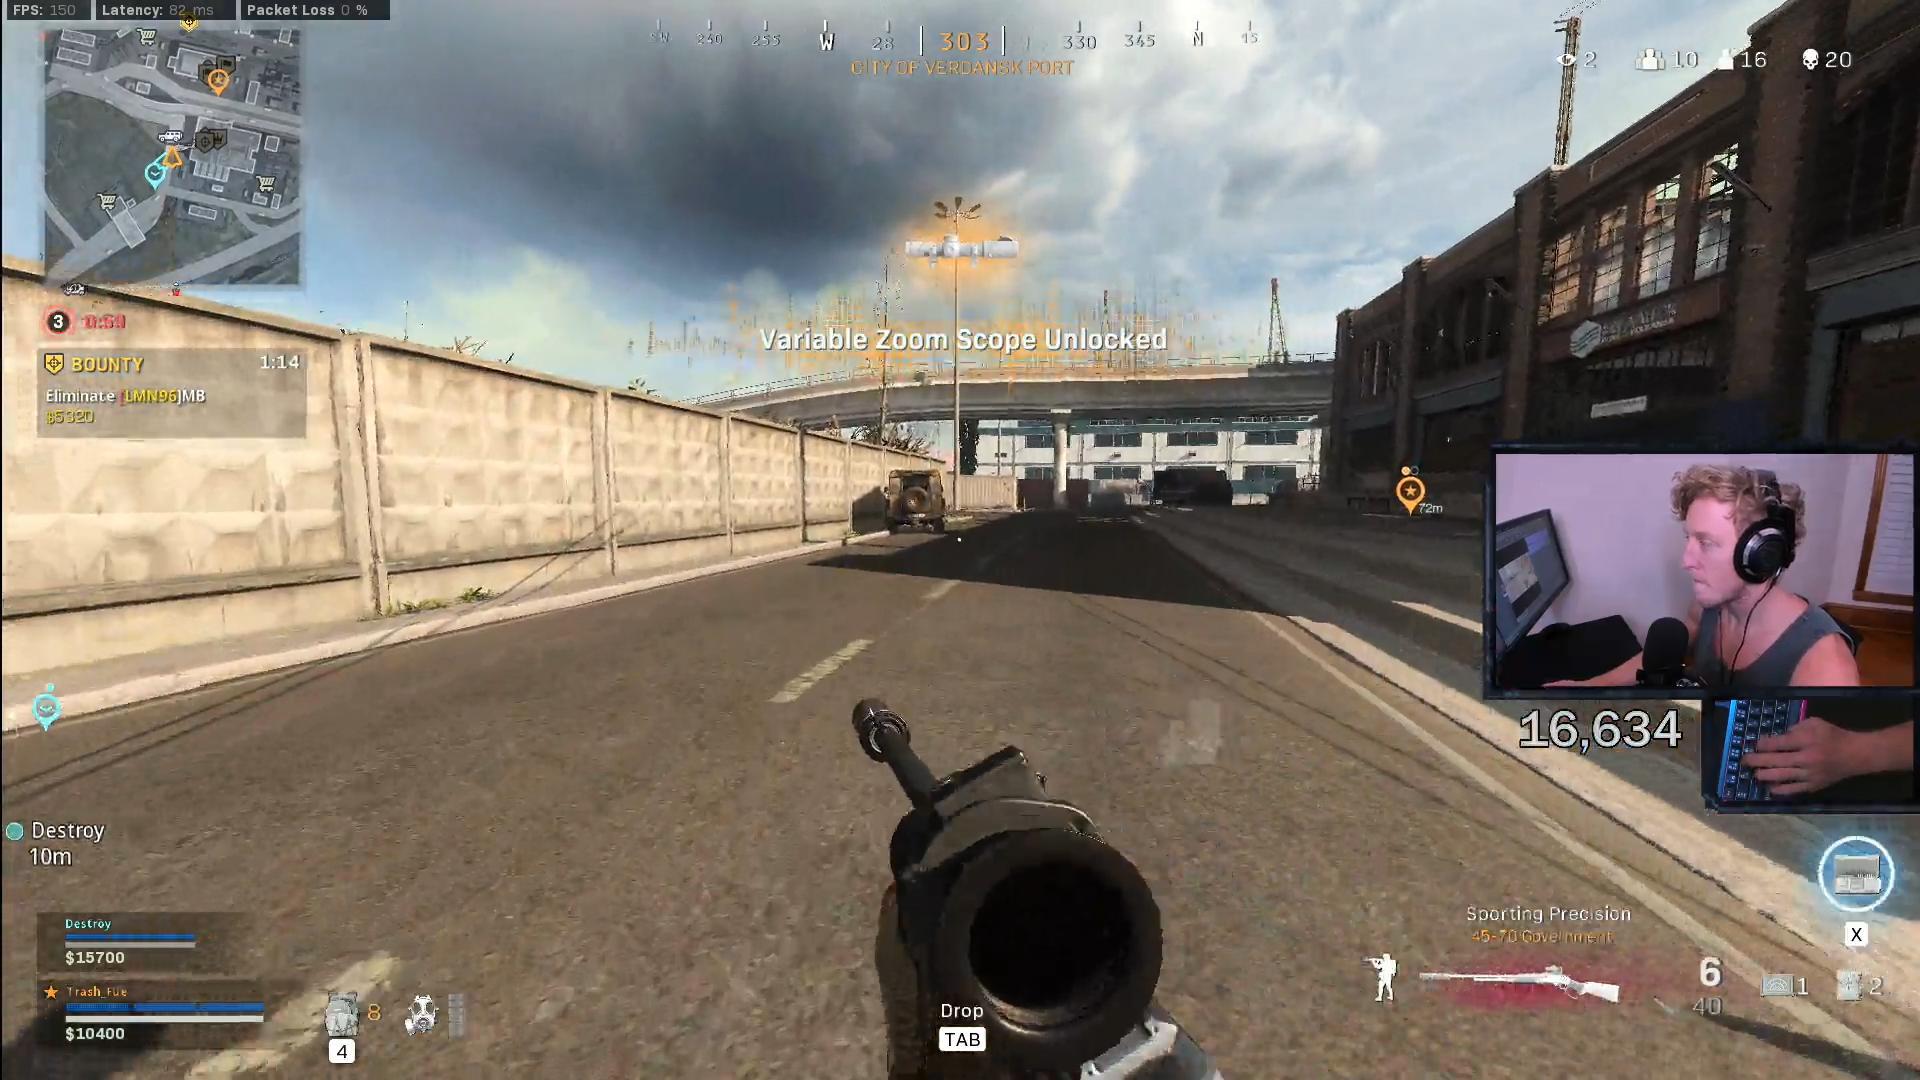 FPS: 150
Latency: 82 ms
Packet Loss 0 %
SW 240 255 W 28 303 330 345 N 15
CITY OF VERDANSK PORT
2 10 16 20
Variable Zoom Scope Unlocked
3
BOUNTY 1:14
Eliminate [LMN96]MB
$5320
72m
16,634
Destroy
10m
Destroy
$15700
Trash_Fue
$10400
8
4
Drop
TAB
Sporting Precision
45-70 Government
6
40
1
2
X